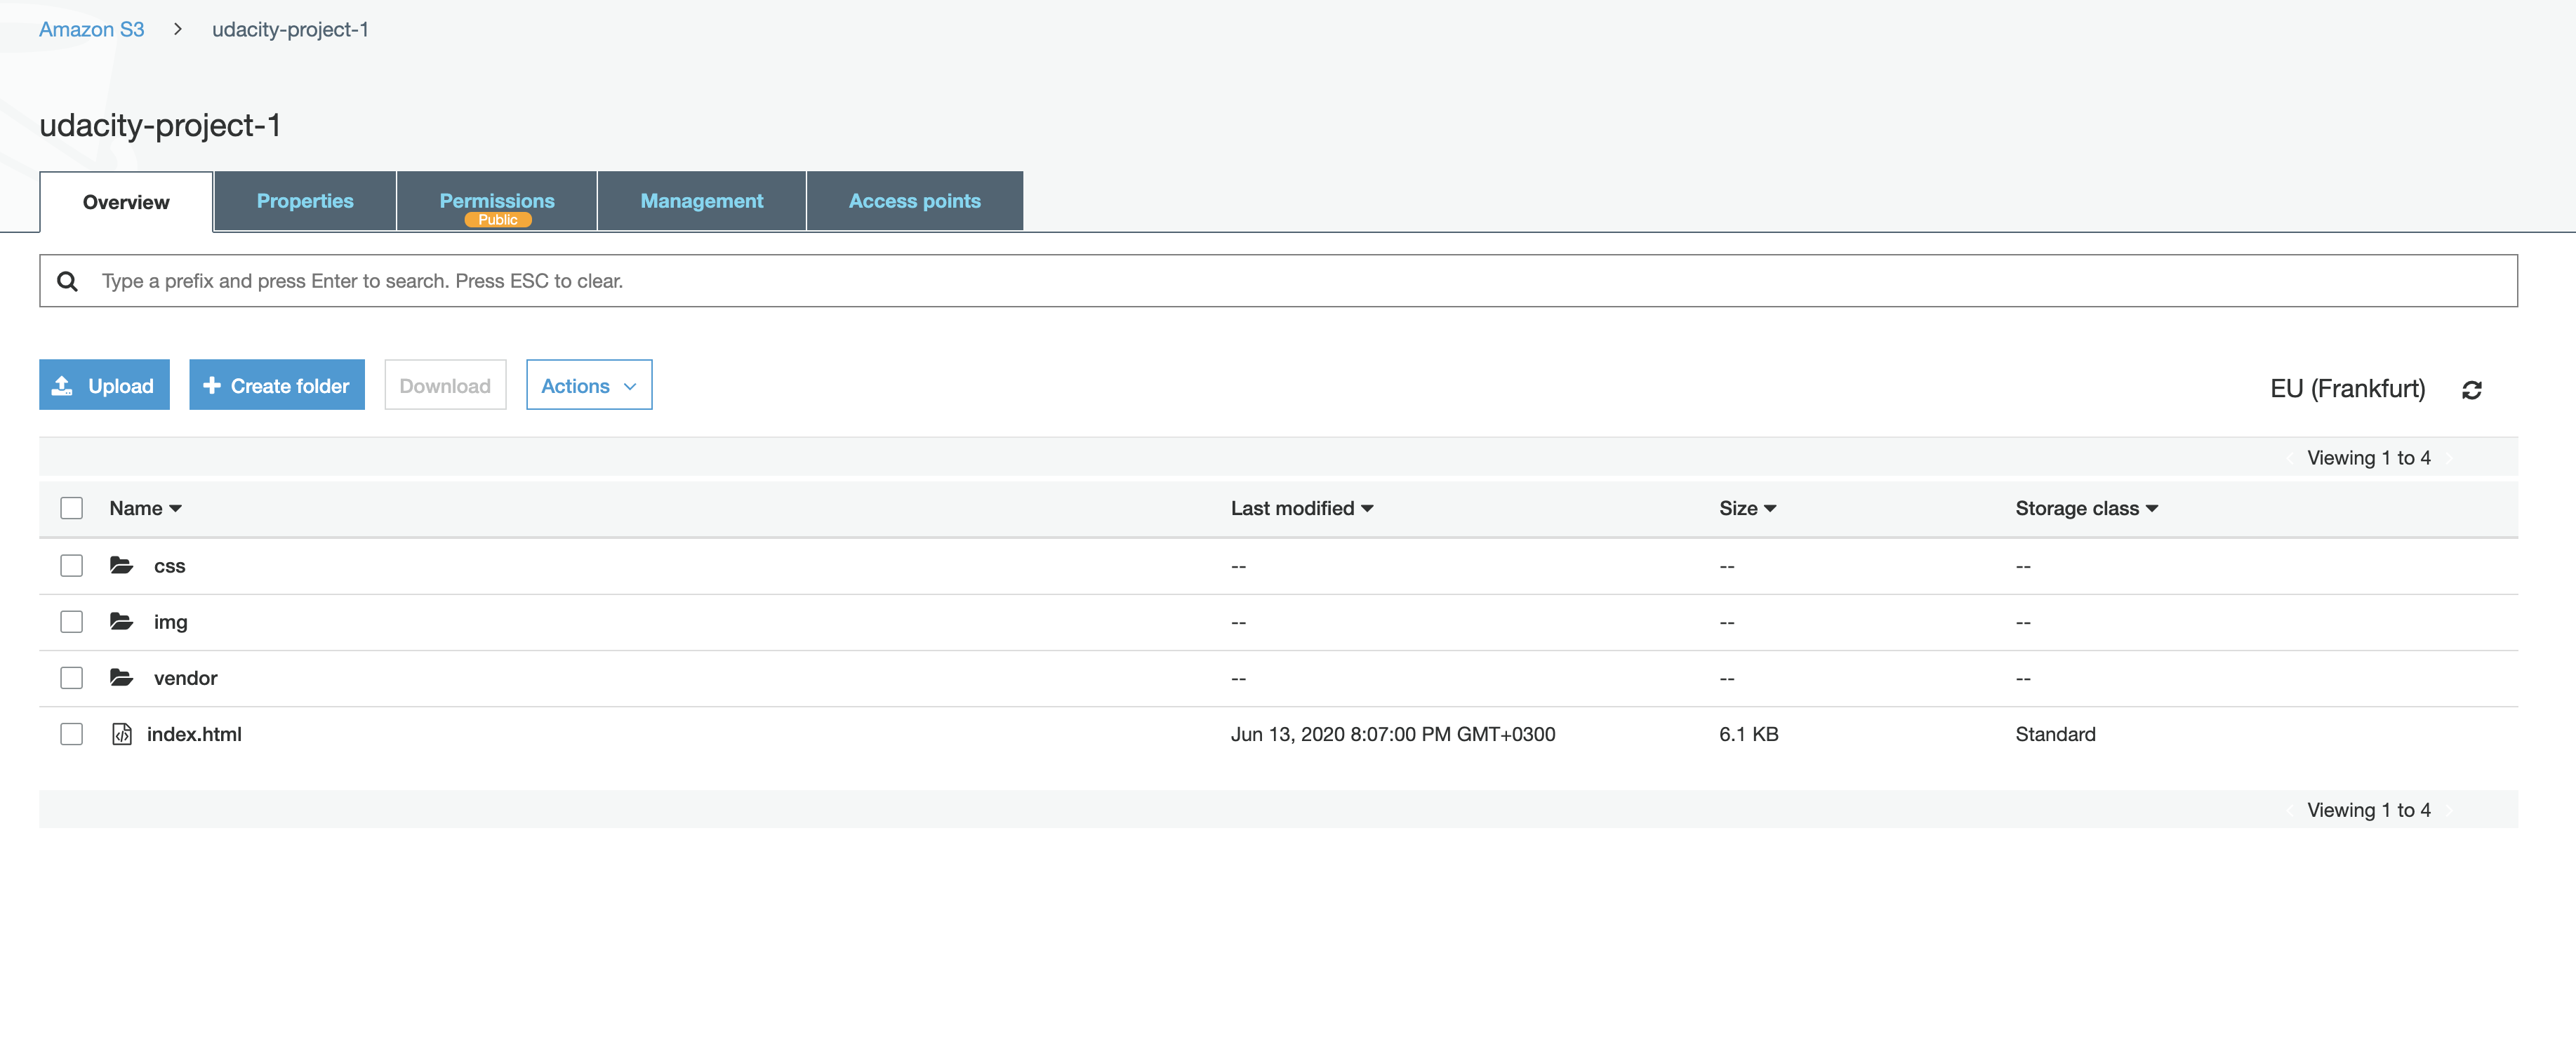 Amazon S3 > udacity-project-1
udacity-project-1
Overview Properties Permissions Management Access points
Public
Type a prefix and press Enter to search. Press ESC to clear.
Upload Create folder Download Actions EU (Frankfurt)
Viewing 1 to 4
Name Last modified Size Storage class
css -- -- --
img -- -- --
vendor -- -- --
index.html Jun 13, 2020 8:07:00 PM GMT+0300 6.1 KB Standard
Viewing 1 to 4